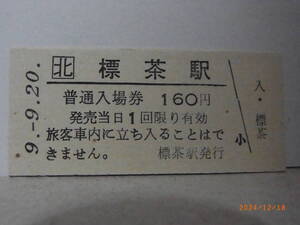 9.-9.20.
北 標茶駅
普通入場券 160円
発売当日1回限り有効
旅客車内に立ち入ることはで
きません。 標茶駅発行
入・標茶
小
2024/12/18